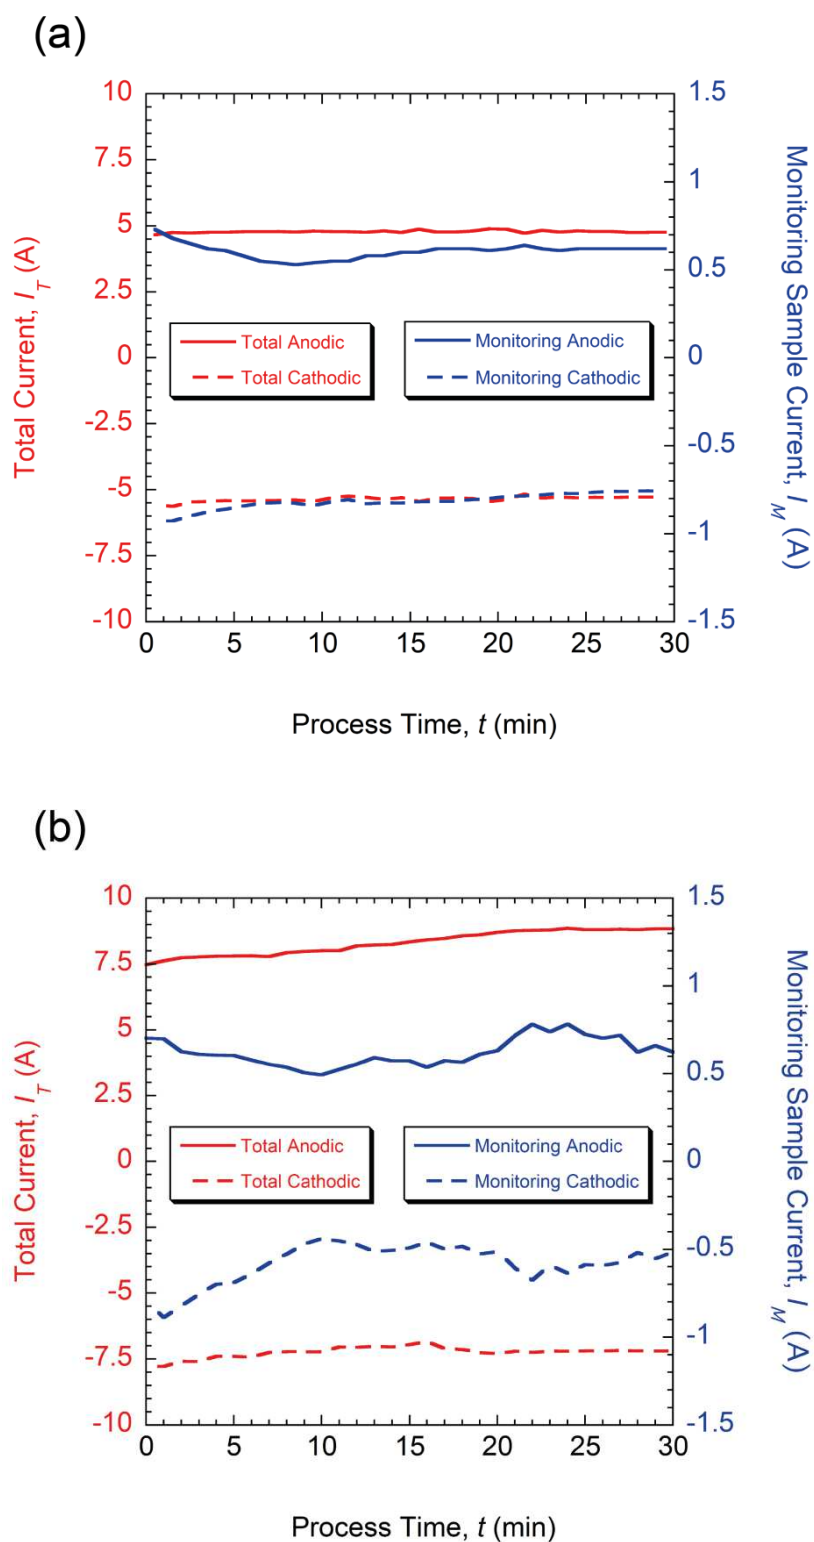 (a)
10
7.5
5
2.5
0
-2.5
-5
-7.5
-10
Total Current, I_T (A)
1.5
1
0.5
0
-0.5
-1
-1.5
Monitoring Sample Current, I_M (A)
Total Anodic
Total Cathodic
Monitoring Anodic
Monitoring Cathodic
0 5 10 15 20 25 30
Process Time, t (min)
(b)
10
7.5
5
2.5
0
-2.5
-5
-7.5
-10
Total Current, I_T (A)
1.5
1
0.5
0
-0.5
-1
-1.5
Monitoring Sample Current, I_M (A)
Total Anodic
Total Cathodic
Monitoring Anodic
Monitoring Cathodic
0 5 10 15 20 25 30
Process Time, t (min)